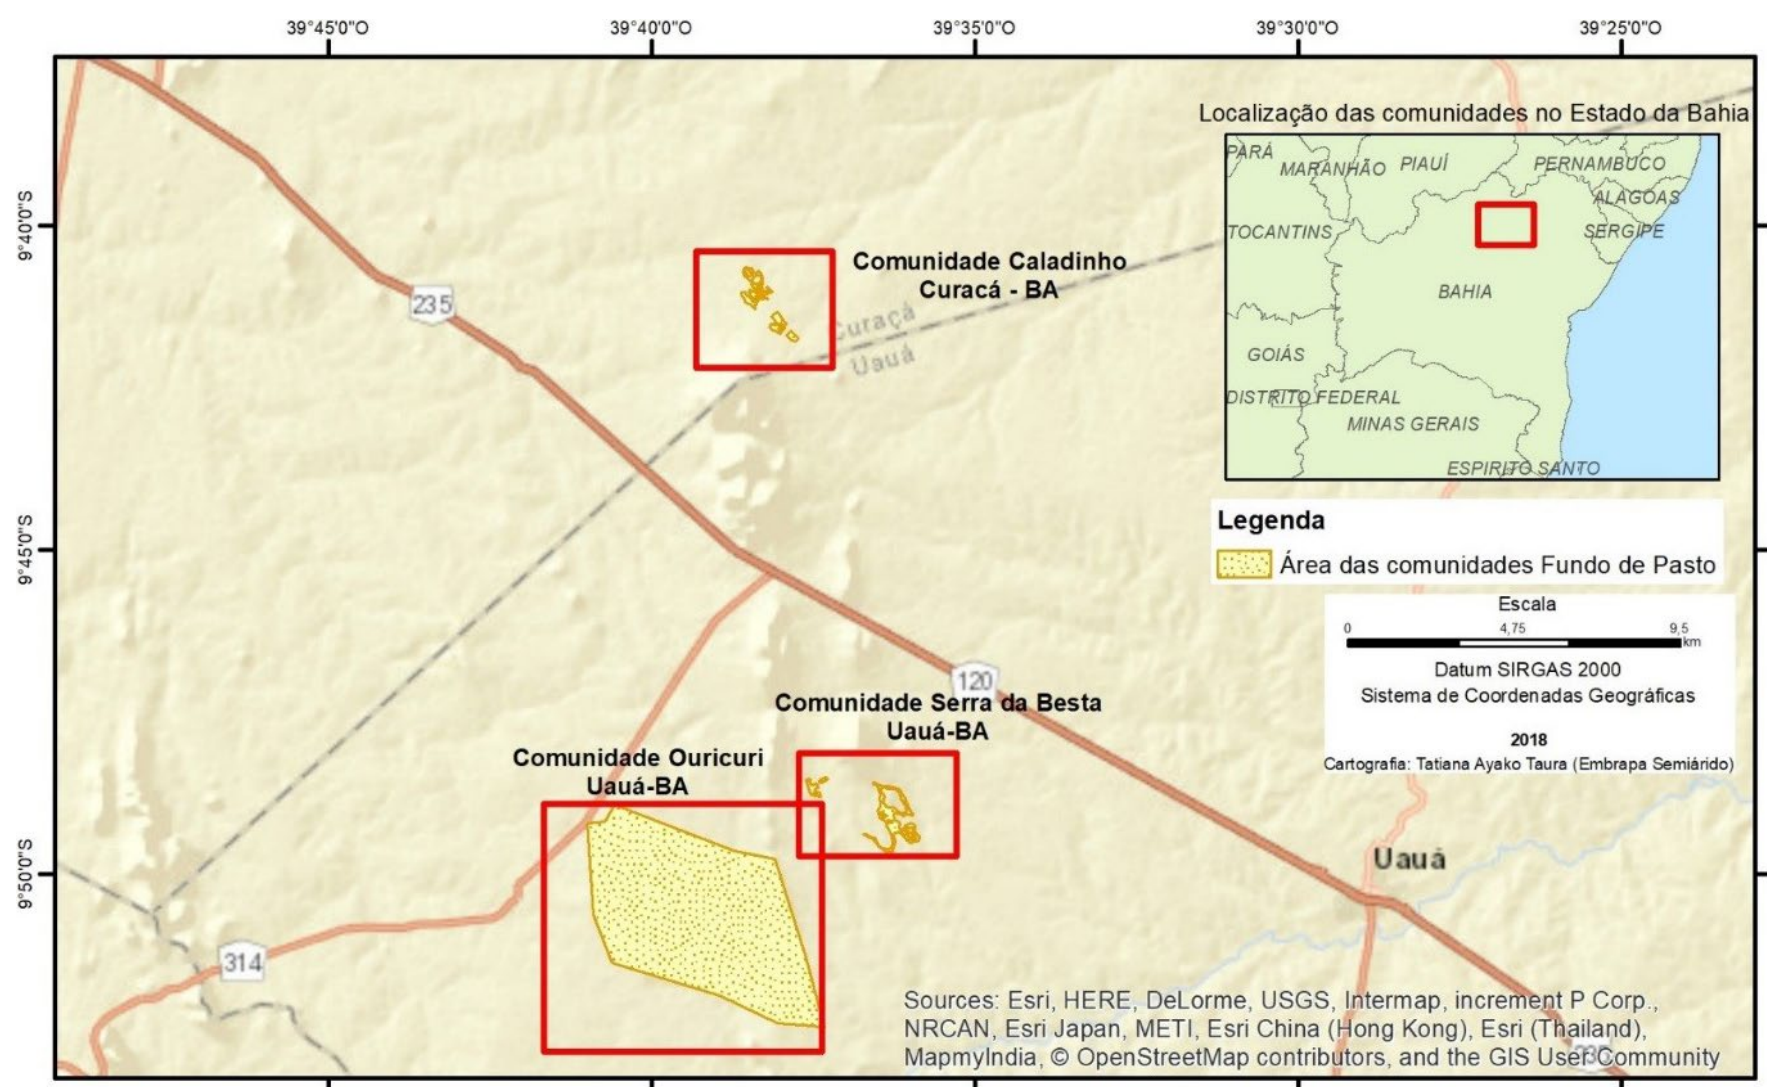 39°45'0"O
39°40'0"O
39°35'0"O
39°30'0"O
39°25'0"O
9°40'0"S
9°45'0"S
9°50'0"S
Localização das comunidades no Estado da Bahia
PARÁ
MARANHÃO
PIAUÍ
PERNAMBUCO
ALAGOAS
TOCANTINS
SERGIPE
BAHIA
GOIÁS
DISTRITO FEDERAL
MINAS GERAIS
ESPIRITO SANTO
235
Comunidade Caladinho
Curacá - BA
Curaçá
Uauá
Legenda
Área das comunidades Fundo de Pasto
Escala
0 4,75 9,5
km
Datum SIRGAS 2000
Sistema de Coordenadas Geográficas
2018
Cartografia: Tatiana Ayako Taura (Embrapa Semiárido)
120
Comunidade Serra da Besta
Uauá-BA
Comunidade Ouricuri
Uauá-BA
Uauá
314
Sources: Esri, HERE, DeLorme, USGS, Intermap, increment P Corp.,
NRCAN, Esri Japan, METI, Esri China (Hong Kong), Esri (Thailand),
MapmyIndia, © OpenStreetMap contributors, and the GIS User Community
235